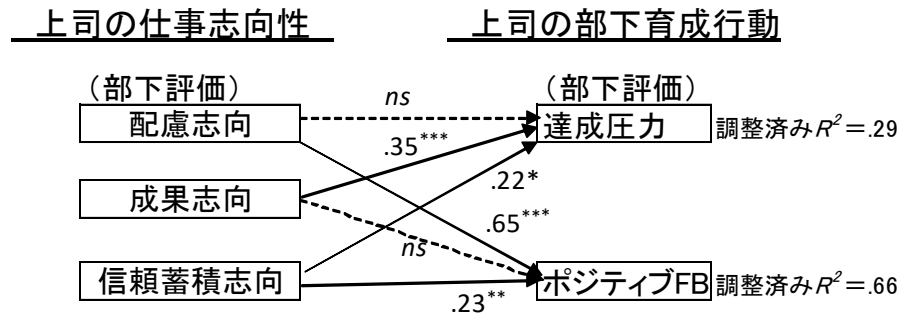 上司の仕事志向性
上司の部下育成行動
（部下評価）
（部下評価）
配慮志向
ns
達成圧力
調整済みR²＝.29
.35***
.22*
成果志向
.65***
ns
信頼蓄積志向
.23**
ポジティブFB
調整済みR²＝.66